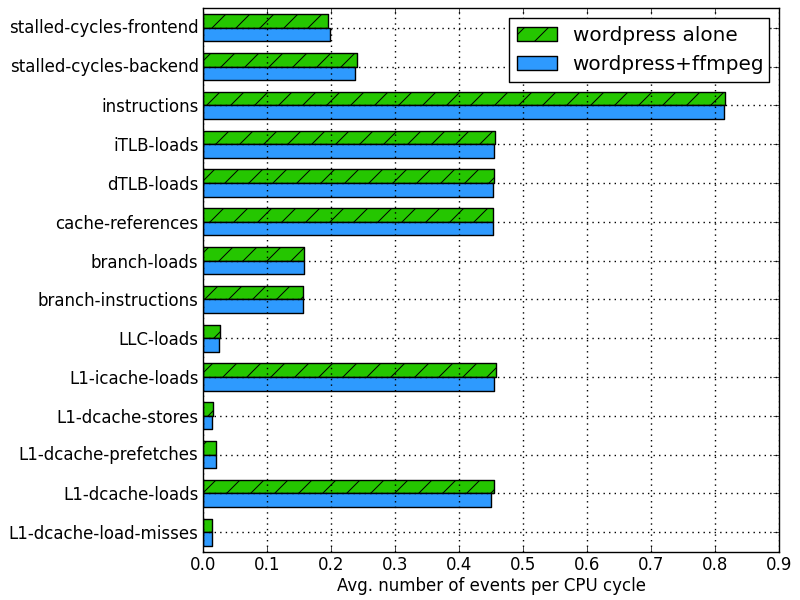 stalled-cycles-frontend
stalled-cycles-backend
instructions
iTLB-loads
dTLB-loads
cache-references
branch-loads
branch-instructions
LLC-loads
L1-icache-loads
L1-dcache-stores
L1-dcache-prefetches
L1-dcache-loads
L1-dcache-load-misses
wordpress alone
wordpress+ffmpeg
0.0 0.1 0.2 0.3 0.4 0.5 0.6 0.7 0.8 0.9
Avg. number of events per CPU cycle